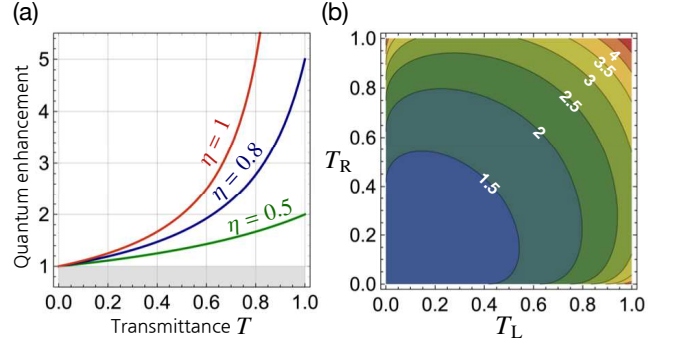 (a)
Quantum enhancement
5
4
3
2
1
η = 1
η = 0.8
η = 0.5
0.0 0.2 0.4 0.6 0.8 1.0
Transmittance T
(b)
T_R
1.0
0.8
0.6
0.4
0.2
0.0
4
3.5
3
2.5
2
1.5
0.0 0.2 0.4 0.6 0.8 1.0
T_L